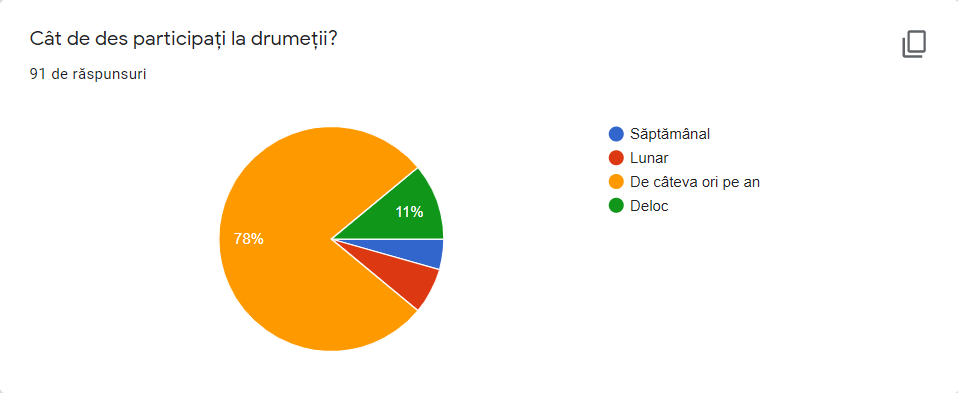 Cât de des participați la drumeții?
91 de răspunsuri
Săptămânal
Lunar
De câteva ori pe an
Deloc
11%
78%